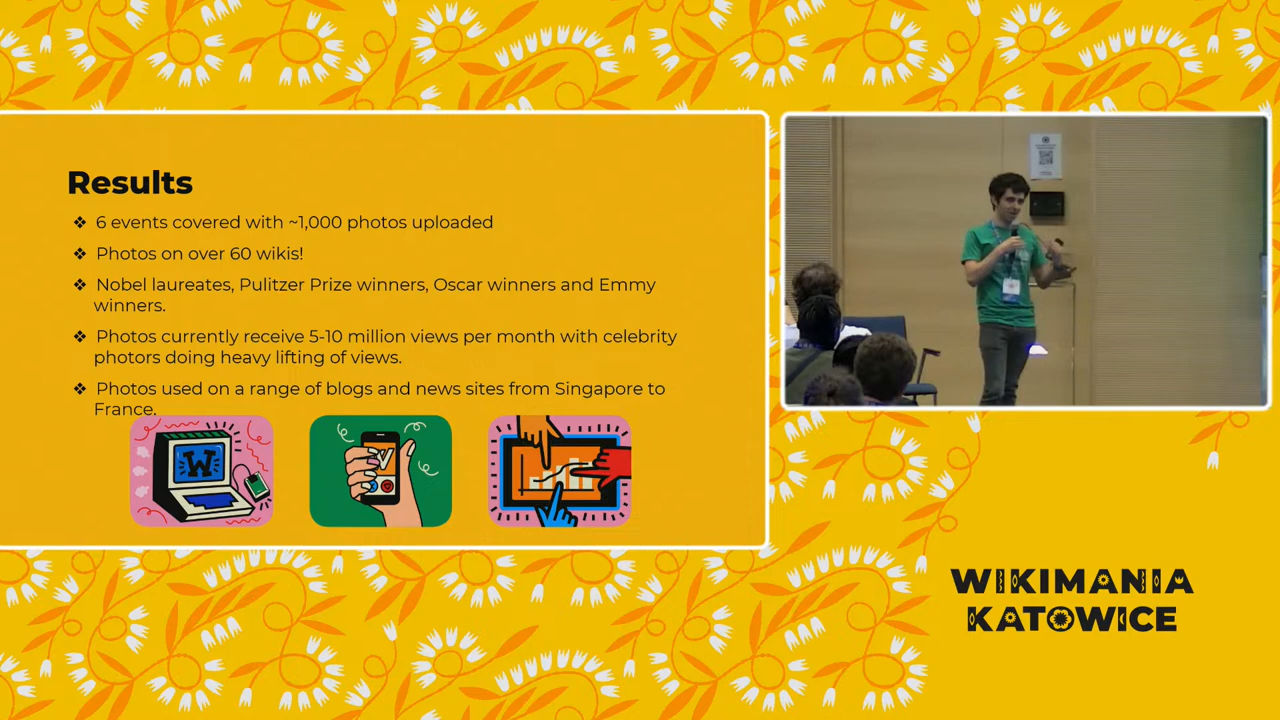 Results
❖ 6 events covered with ~1,000 photos uploaded
❖ Photos on over 60 wikis!
❖ Nobel laureates, Pulitzer Prize winners, Oscar winners and Emmy
winners.
❖ Photos currently receive 5-10 million views per month with celebrity
photors doing heavy lifting of views.
❖ Photos used on a range of blogs and news sites from Singapore to
France.
W
WIKIMANIA
KATOWICE